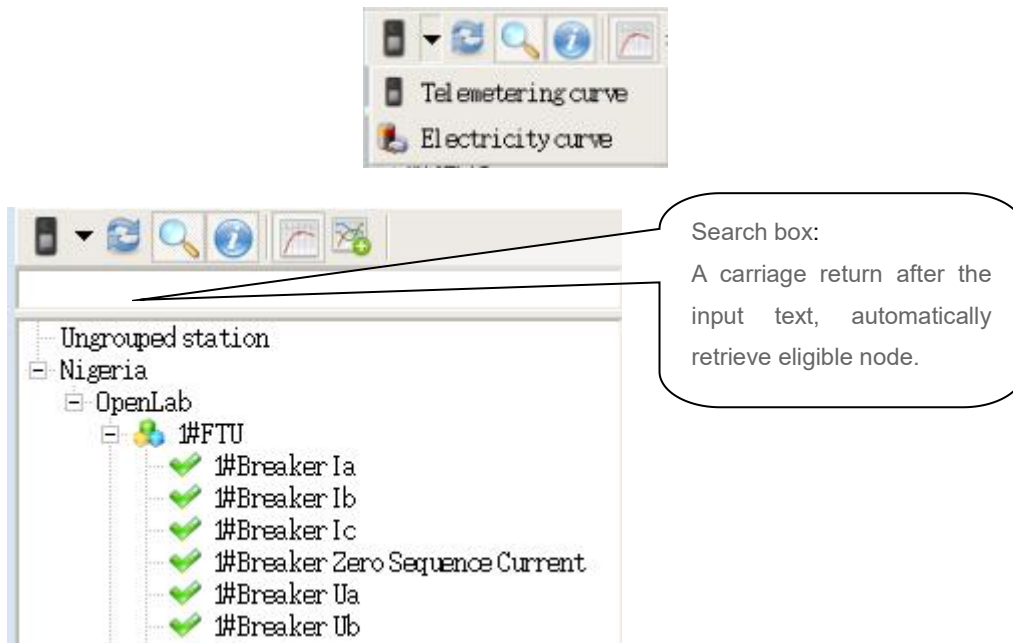 Telemetering curve
Electricity curve
Search box:
A carriage return after the
input text, automatically
retrieve eligible node.
Ungrouped station
Nigeria
OpenLab
1#FTU
1#Breaker Ia
1#Breaker Ib
1#Breaker Ic
1#Breaker Zero Sequence Current
1#Breaker Ua
1#Breaker Ub